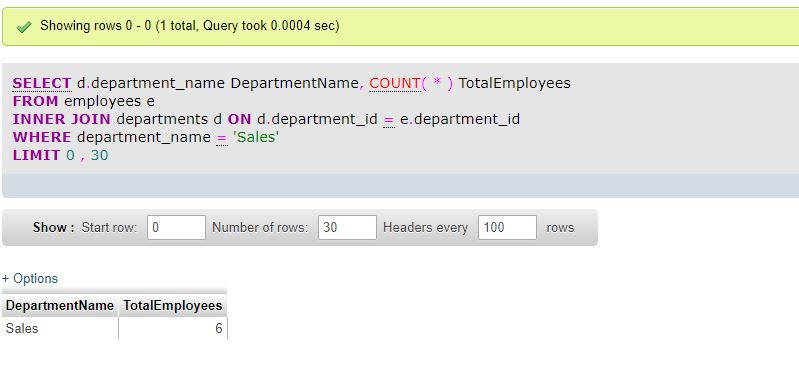 Showing rows 0 - 0 (1 total, Query took 0.0004 sec)
SELECT d.department_name DepartmentName, COUNT( * ) TotalEmployees
FROM employees e
INNER JOIN departments d ON d.department_id = e.department_id
WHERE department_name = 'Sales'
LIMIT 0 , 30
Show : Start row: 0 Number of rows: 30 Headers every 100 rows
+ Options
DepartmentName TotalEmployees
Sales 6